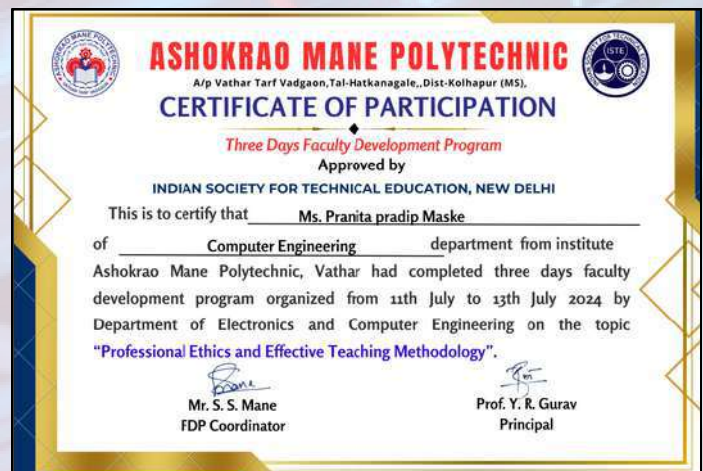 ASHOKRAO MANE POLYTECHNIC
A/p Vathar Tarf Vadgaon,Tal-Hatkanagale,,Dist-Kolhapur (MS),
CERTIFICATE OF PARTICIPATION
Three Days Faculty Development Program
Approved by
INDIAN SOCIETY FOR TECHNICAL EDUCATION, NEW DELHI
This is to certify that Ms. Pranita pradip Maske
of Computer Engineering department from institute
Ashokrao Mane Polytechnic, Vathar had completed three days faculty
development program organized from 11th July to 13th July 2024 by
Department of Electronics and Computer Engineering on the topic
"Professional Ethics and Effective Teaching Methodology".
Mr. S. S. Mane
FDP Coordinator
Prof. Y. R. Gurav
Principal
ISTE